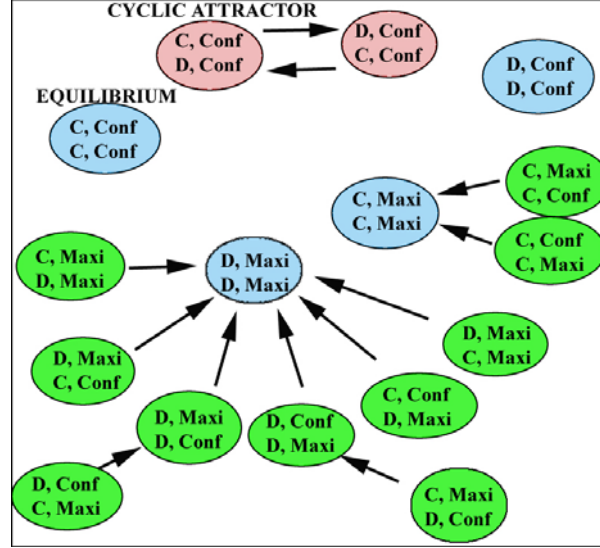 CYCLIC ATTRACTOR
C, Conf
D, Conf
D, Conf
C, Conf
D, Conf
D, Conf
EQUILIBRIUM
C, Conf
C, Conf
C, Maxi
C, Conf
C, Maxi
C, Maxi
C, Conf
C, Maxi
C, Maxi
D, Maxi
D, Maxi
D, Maxi
D, Maxi
C, Maxi
D, Maxi
C, Conf
C, Conf
D, Maxi
D, Maxi
D, Conf
D, Conf
D, Maxi
D, Conf
C, Maxi
C, Maxi
D, Conf